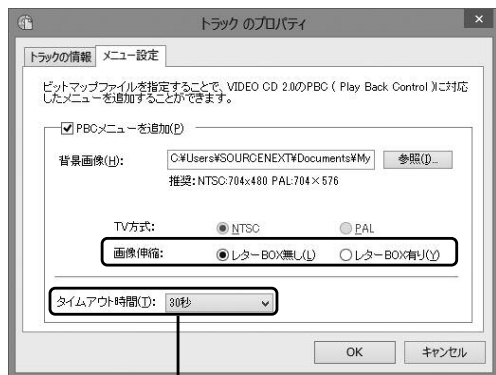 トラック のプロパティ
トラックの情報 メニュー設定
ビットマップファイルを指定することで、VIDEO CD 2.0のPBC ( Play Back Control )に対応
したメニューを追加することができます。
PBCメニューを追加(P)
背景画像(H): C:¥Users¥SOURCENEXT¥Documents¥My 参照(I)...
推奨: NTSC:704x480 PAL:704×576
TV方式: NTSC PAL
画像伸縮: レターBOX無し(L) レターBOX有り(Y)
タイムアウト時間(T): 30秒
OK キャンセル